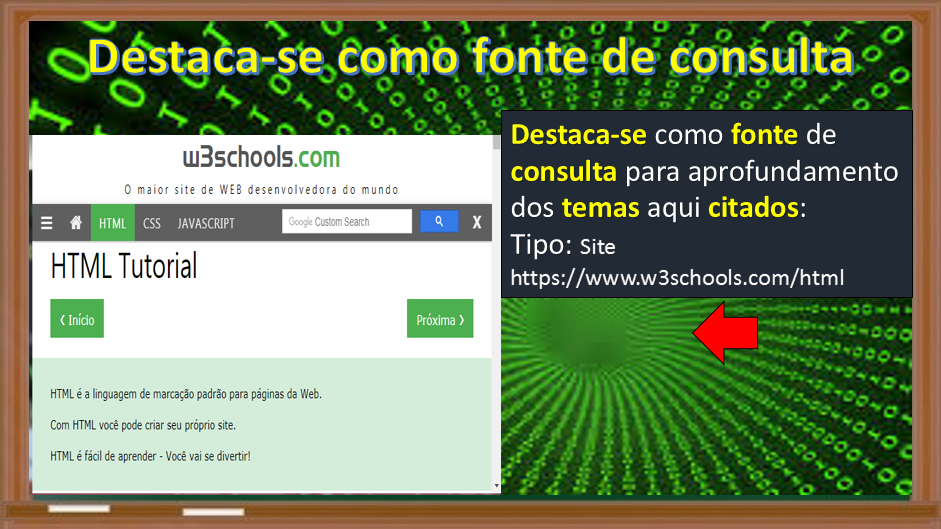 Destaca-se como fonte de consulta
w3schools.com
O maior site de WEB desenvolvedora do mundo
HTML CSS JAVASCRIPT Google Custom Search X
HTML Tutorial
❮ Início Próxima ❯
HTML é a linguagem de marcação padrão para páginas da Web.
Com HTML você pode criar seu próprio site.
HTML é fácil de aprender - Você vai se divertir!
Destaca-se como fonte de
consulta para aprofundamento
dos temas aqui citados:
Tipo: Site
https://www.w3schools.com/html